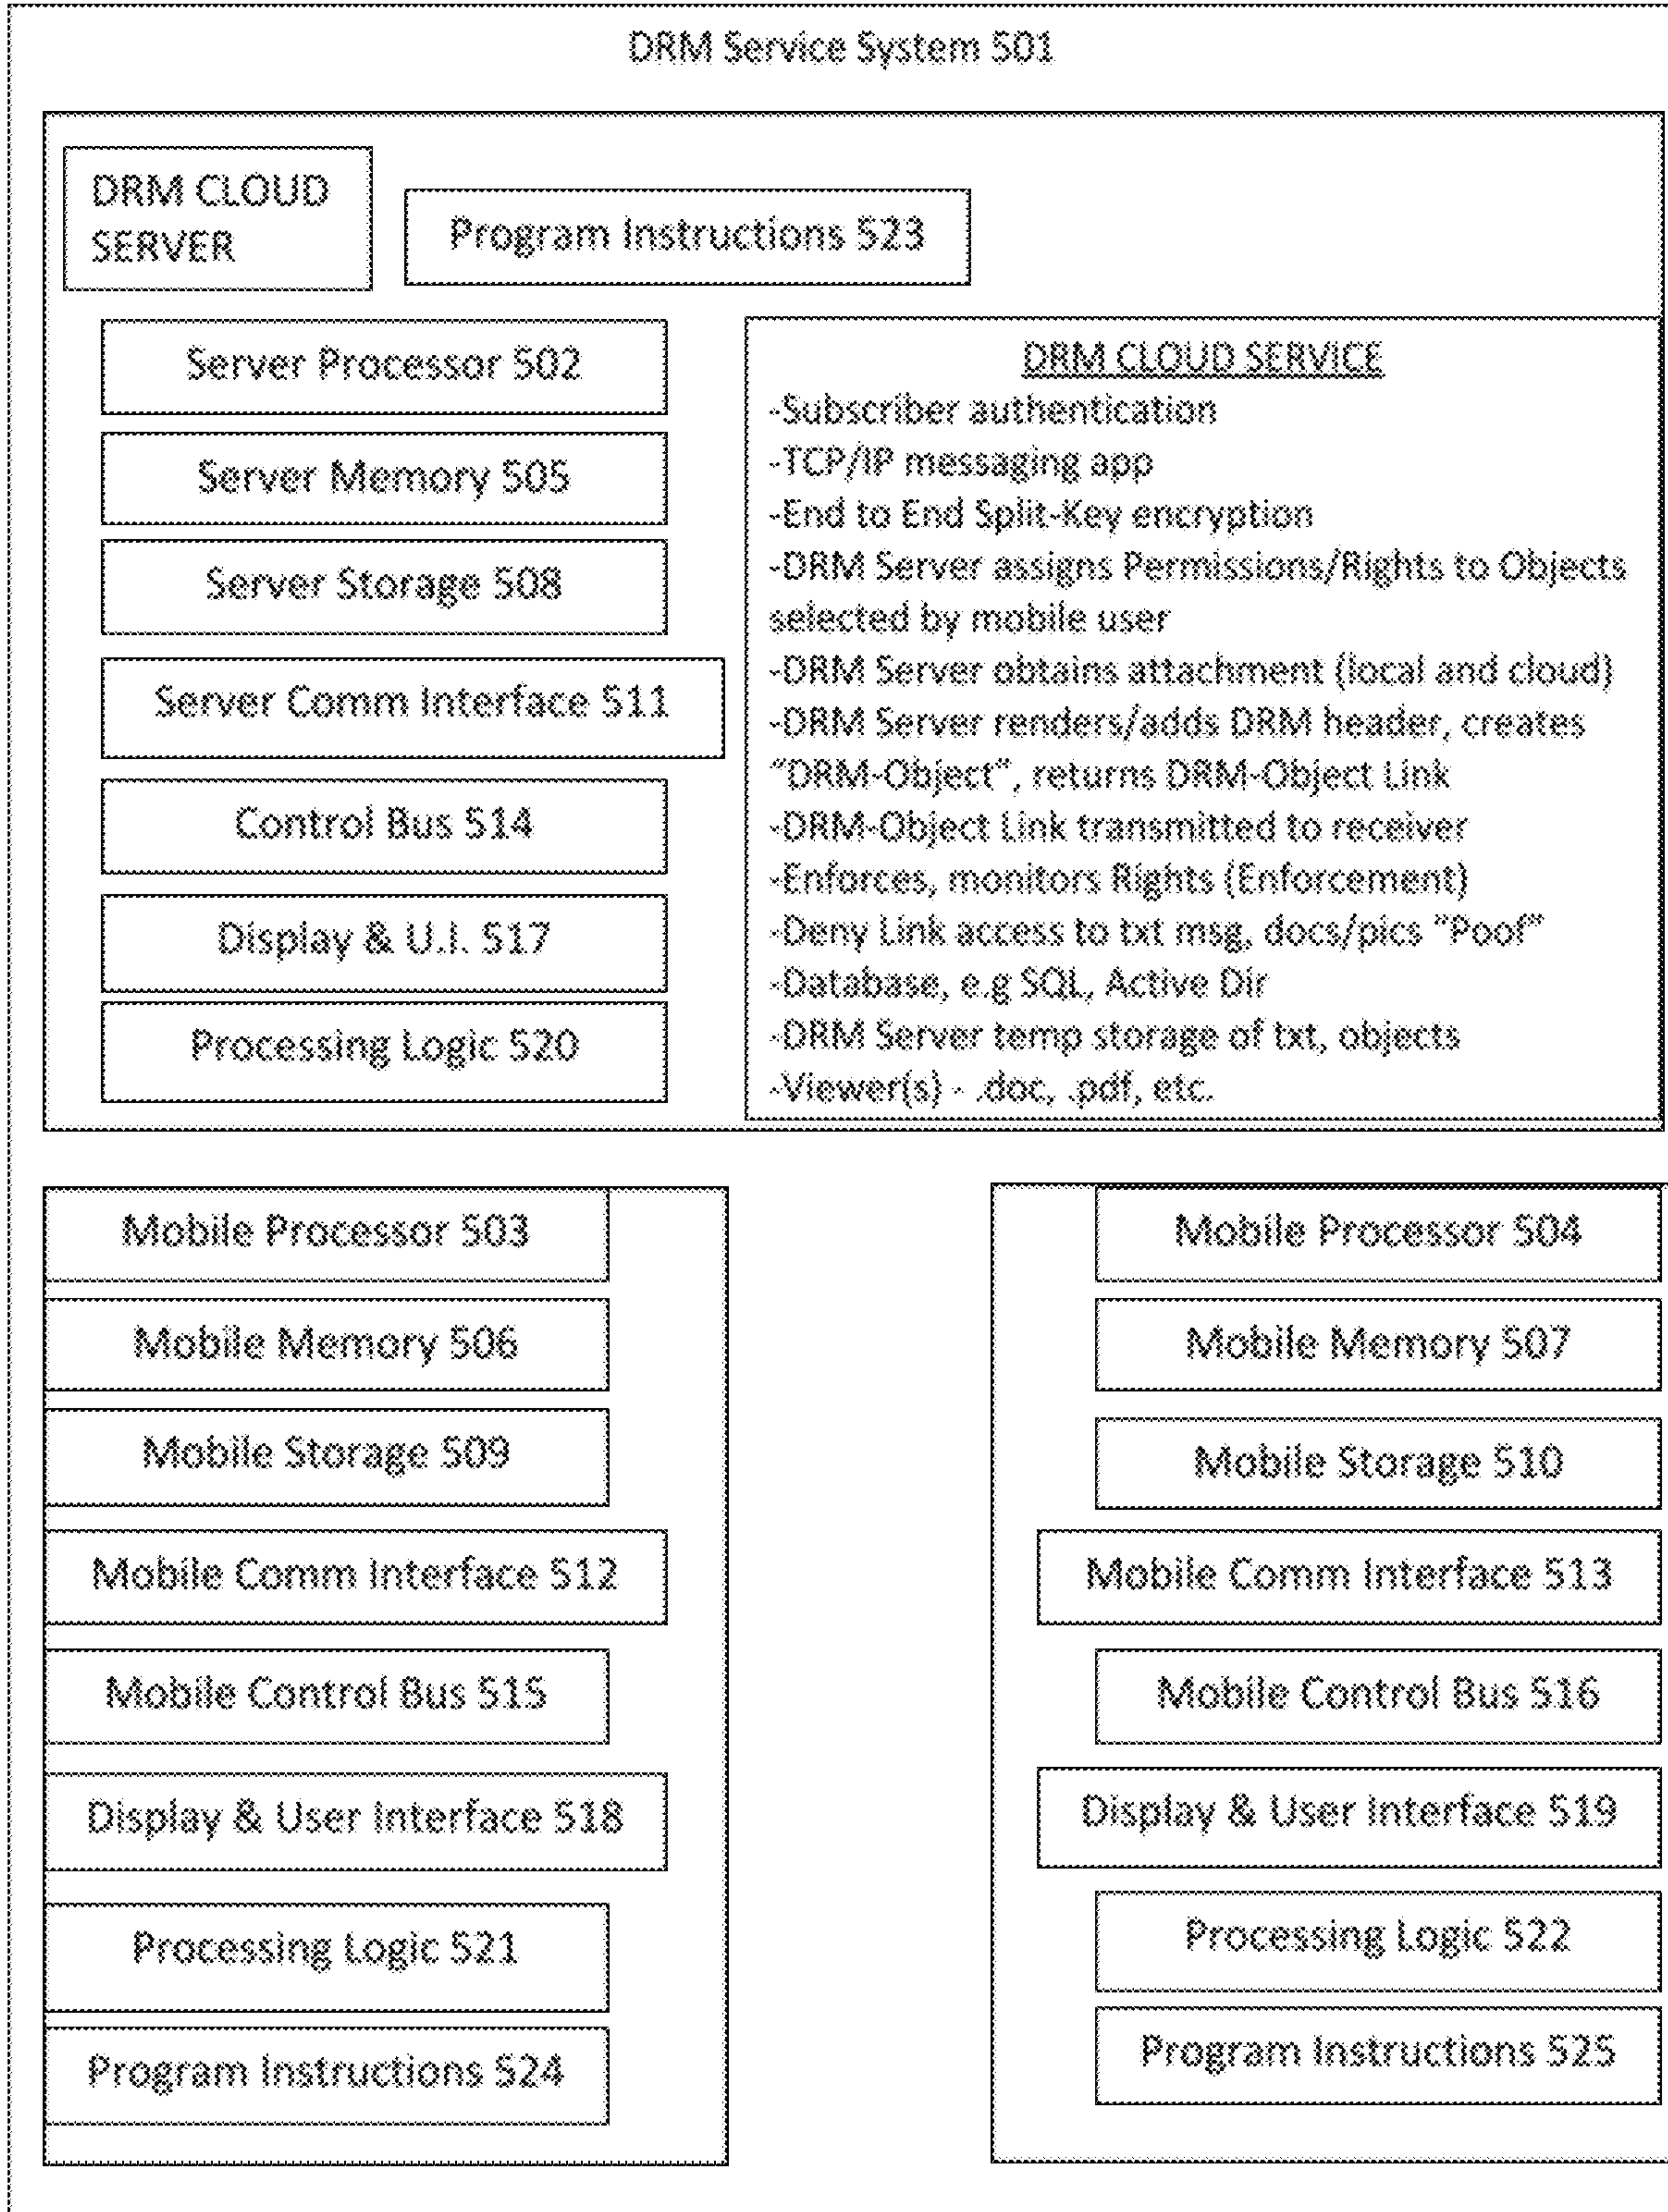 DRM Service System 501
DRM CLOUD
SERVER
Program Instructions 523
Server Processor 502
Server Memory 505
Server Storage 508
Server Comm Interface 511
Control Bus 514
Display & U.I. 517
Processing Logic 520
DRM CLOUD SERVICE
-Subscriber authentication
-TCP/IP messaging app
-End to End Split-Key encryption
-DRM Server assigns Permissions/Rights to Objects
selected by mobile user
-DRM Server obtains attachment (local and cloud)
-DRM Server renders/adds DRM header, creates
"DRM-Object", returns DRM-Object Link
-DRM-Object Link transmitted to receiver
-Enforces, monitors Rights (Enforcement)
-Deny Link access to txt msg, docs/pics "Poof"
-Database, e.g SQL, Active Dir
-DRM Server temp storage of txt, objects
-Viewer(s) - .doc, .pdf, etc.
Mobile Processor 503
Mobile Memory 506
Mobile Storage 509
Mobile Comm Interface 512
Mobile Control Bus 515
Display & User Interface 518
Processing Logic 521
Program Instructions 524
Mobile Processor 504
Mobile Memory 507
Mobile Storage 510
Mobile Comm Interface 513
Mobile Control Bus 516
Display & User Interface 519
Processing Logic 522
Program Instructions 525